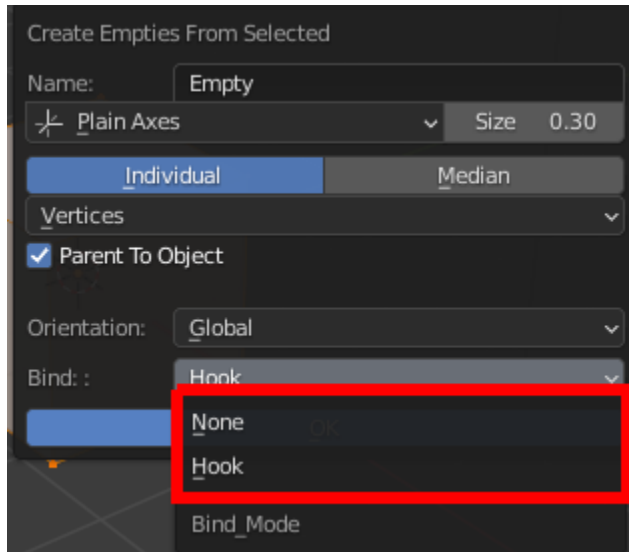 Create Empties From Selected
Name: Empty
Plain Axes Size 0.30
Individual Median
Vertices
Parent To Object
Orientation: Global
Bind: : Hook
None
OK
Hook
Bind_Mode